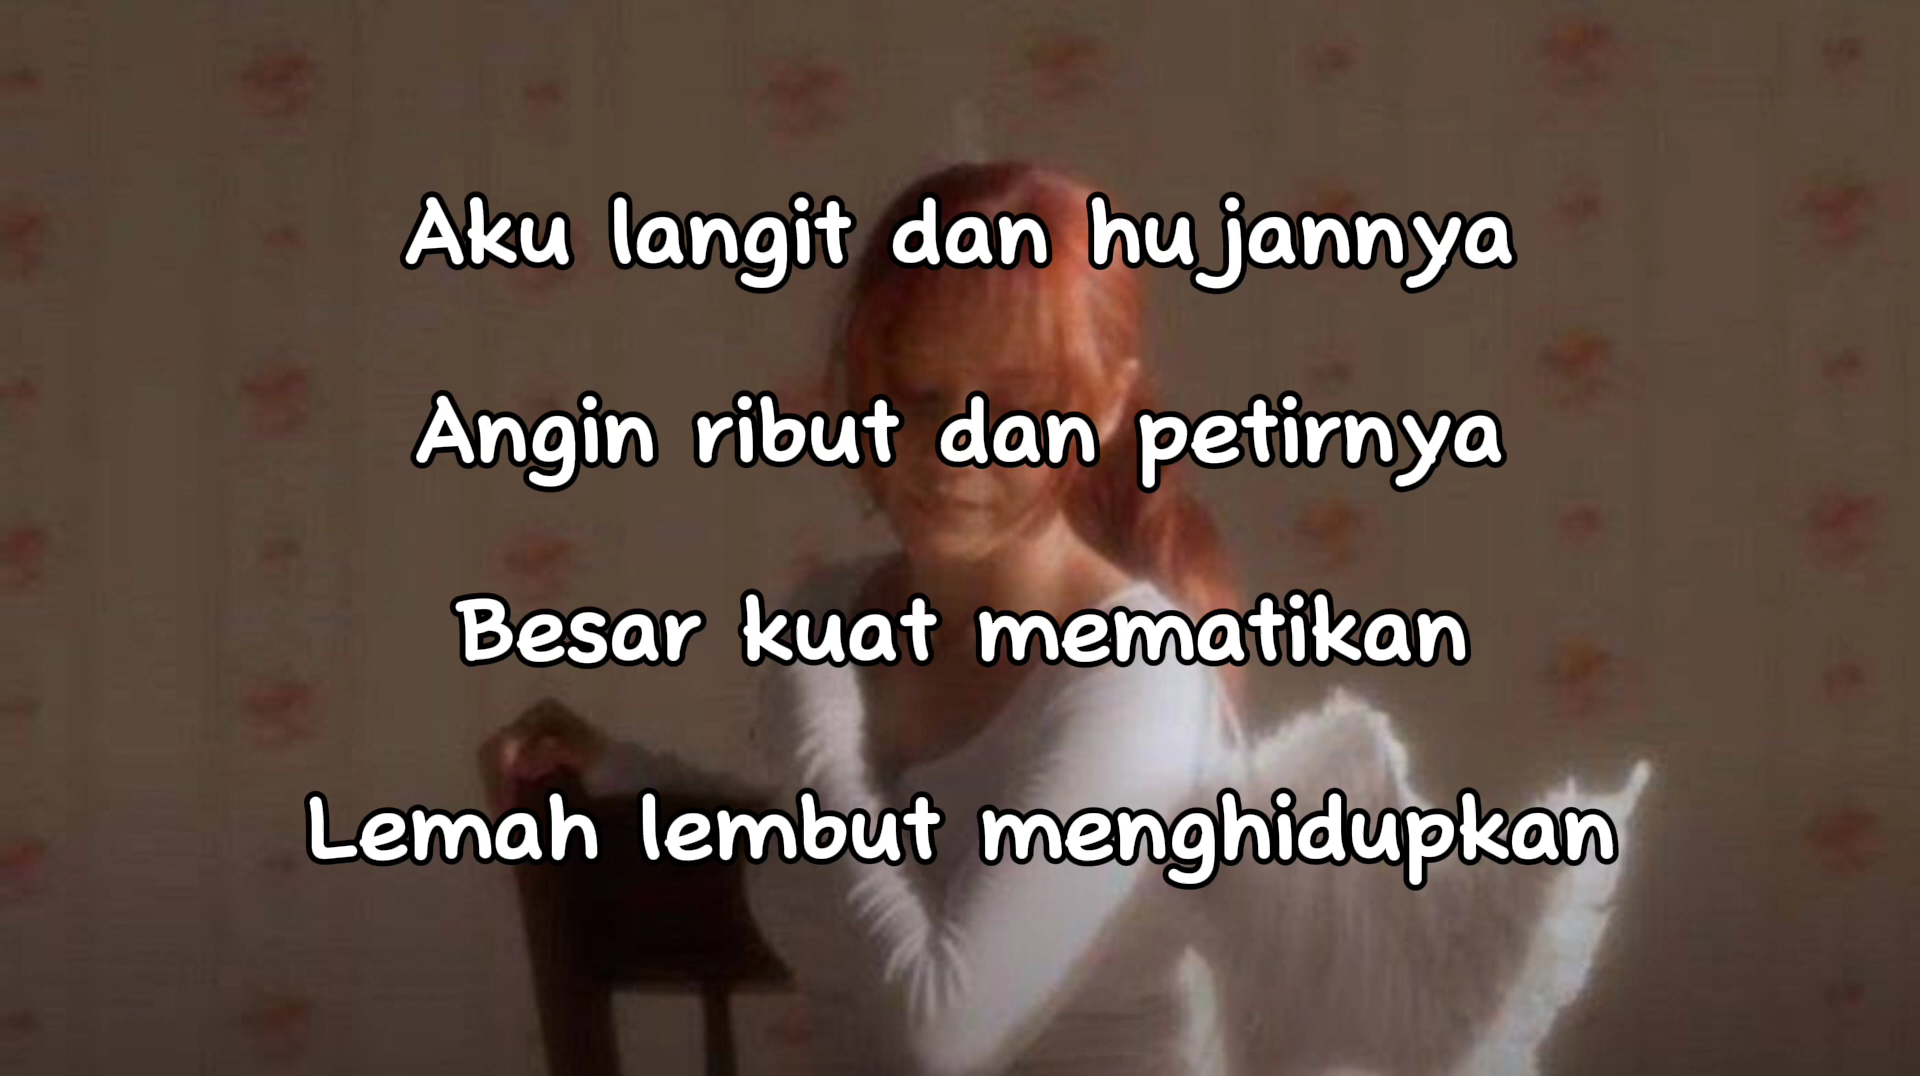 Aku langit dan hujannya
Angin ribut dan petirnya
Besar kuat mematikan
Lemah lembut menghidupkan